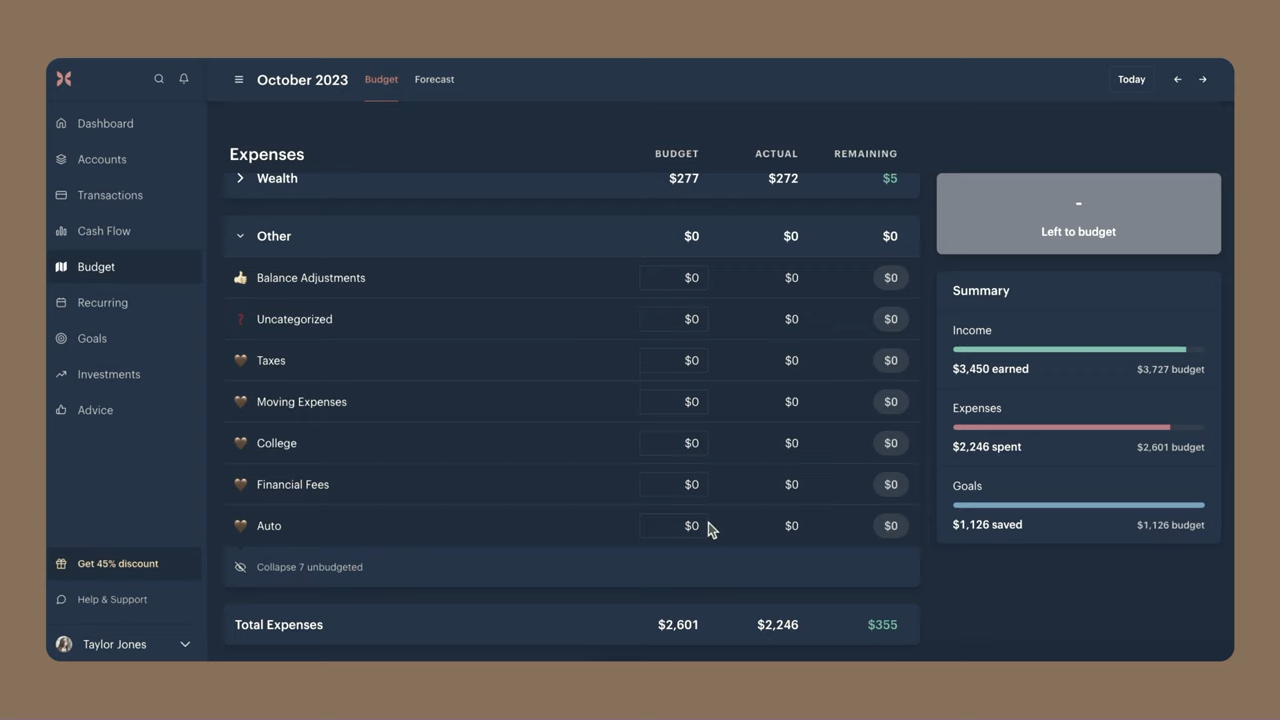 October 2023 Budget Forecast Today
Dashboard
Accounts
Transactions
Cash Flow
Budget
Recurring
Goals
Investments
Advice
Get 45% discount
Help & Support
Taylor Jones
Expenses BUDGET ACTUAL REMAINING
Wealth $277 $272 $5
Other $0 $0 $0
Balance Adjustments $0 $0 $0
Uncategorized $0 $0 $0
Taxes $0 $0 $0
Moving Expenses $0 $0 $0
College $0 $0 $0
Financial Fees $0 $0 $0
Auto $0 $0 $0
Collapse 7 unbudgeted
Total Expenses $2,601 $2,246 $355
-
Left to budget
Summary
Income
$3,450 earned $3,727 budget
Expenses
$2,246 spent $2,601 budget
Goals
$1,126 saved $1,126 budget